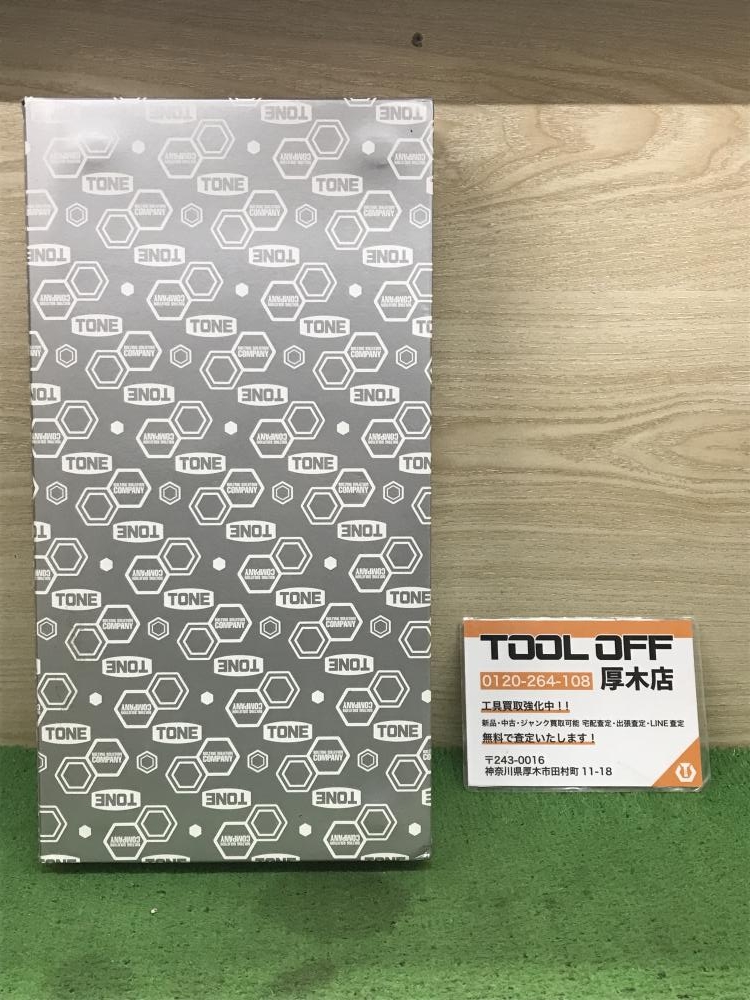 TONE
BOLTING SOLUTION
COMPANY
TOOL OFF
0120-264-108 厚木店
工具買取強化中!!
新品・中古・ジャンク買取可能 宅配査定・出張査定・LINE査定
無料で査定いたします!
〒243-0016
神奈川県厚木市田村町 11-18